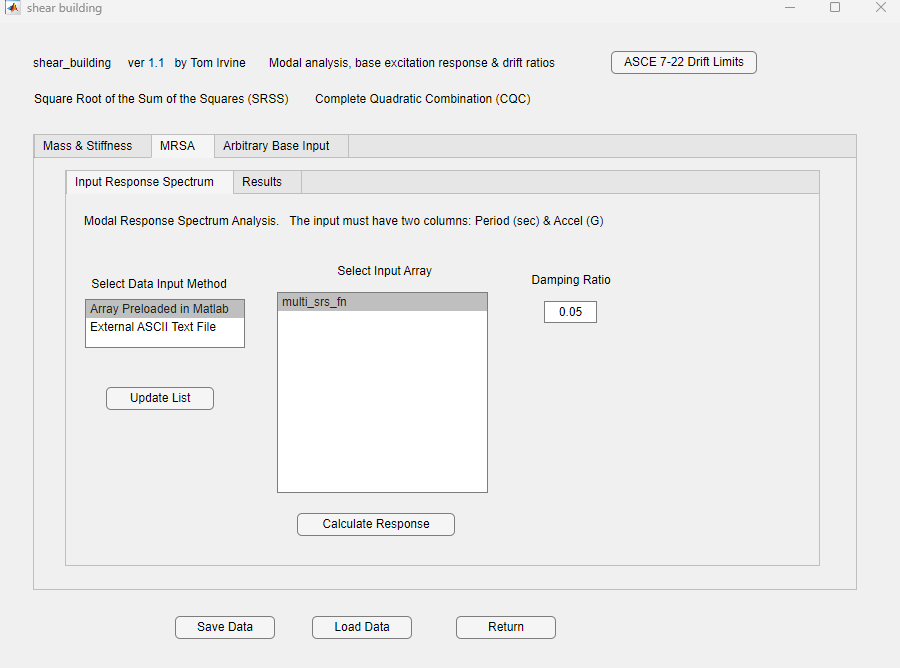 shear building
shear_building ver 1.1 by Tom Irvine Modal analysis, base excitation response & drift ratios ASCE 7-22 Drift Limits
Square Root of the Sum of the Squares (SRSS) Complete Quadratic Combination (CQC)
Mass & Stiffness MRSA Arbitrary Base Input
Input Response Spectrum Results
Modal Response Spectrum Analysis. The input must have two columns: Period (sec) & Accel (G)
Select Input Array
Select Data Input Method Damping Ratio
multi_srs_fn
Array Preloaded in Matlab 0.05
External ASCII Text File
Update List
Calculate Response
Save Data Load Data Return